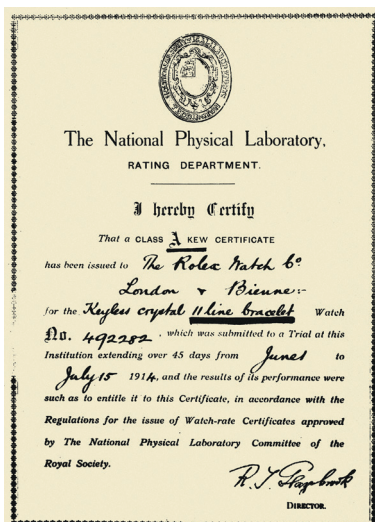 The National Physical Laboratory,
RATING DEPARTMENT.
I hereby Certify
That a CLASS A KEW CERTIFICATE
has been issued to The Rolex Watch Co
London & Bienne:-
for the Keyless crystal 11 line bracelet Watch
No. 492282, which was submitted to a Trial at this
Institution extending over 45 days from June 1 to
July 15 1914, and the results of its performance were
such as to entitle it to this Certificate, in accordance with the
Regulations for the issue of Watch-rate Certificates approved
by The National Physical Laboratory Committee of the
Royal Society.
R. T. Glazebrook
DIRECTOR.